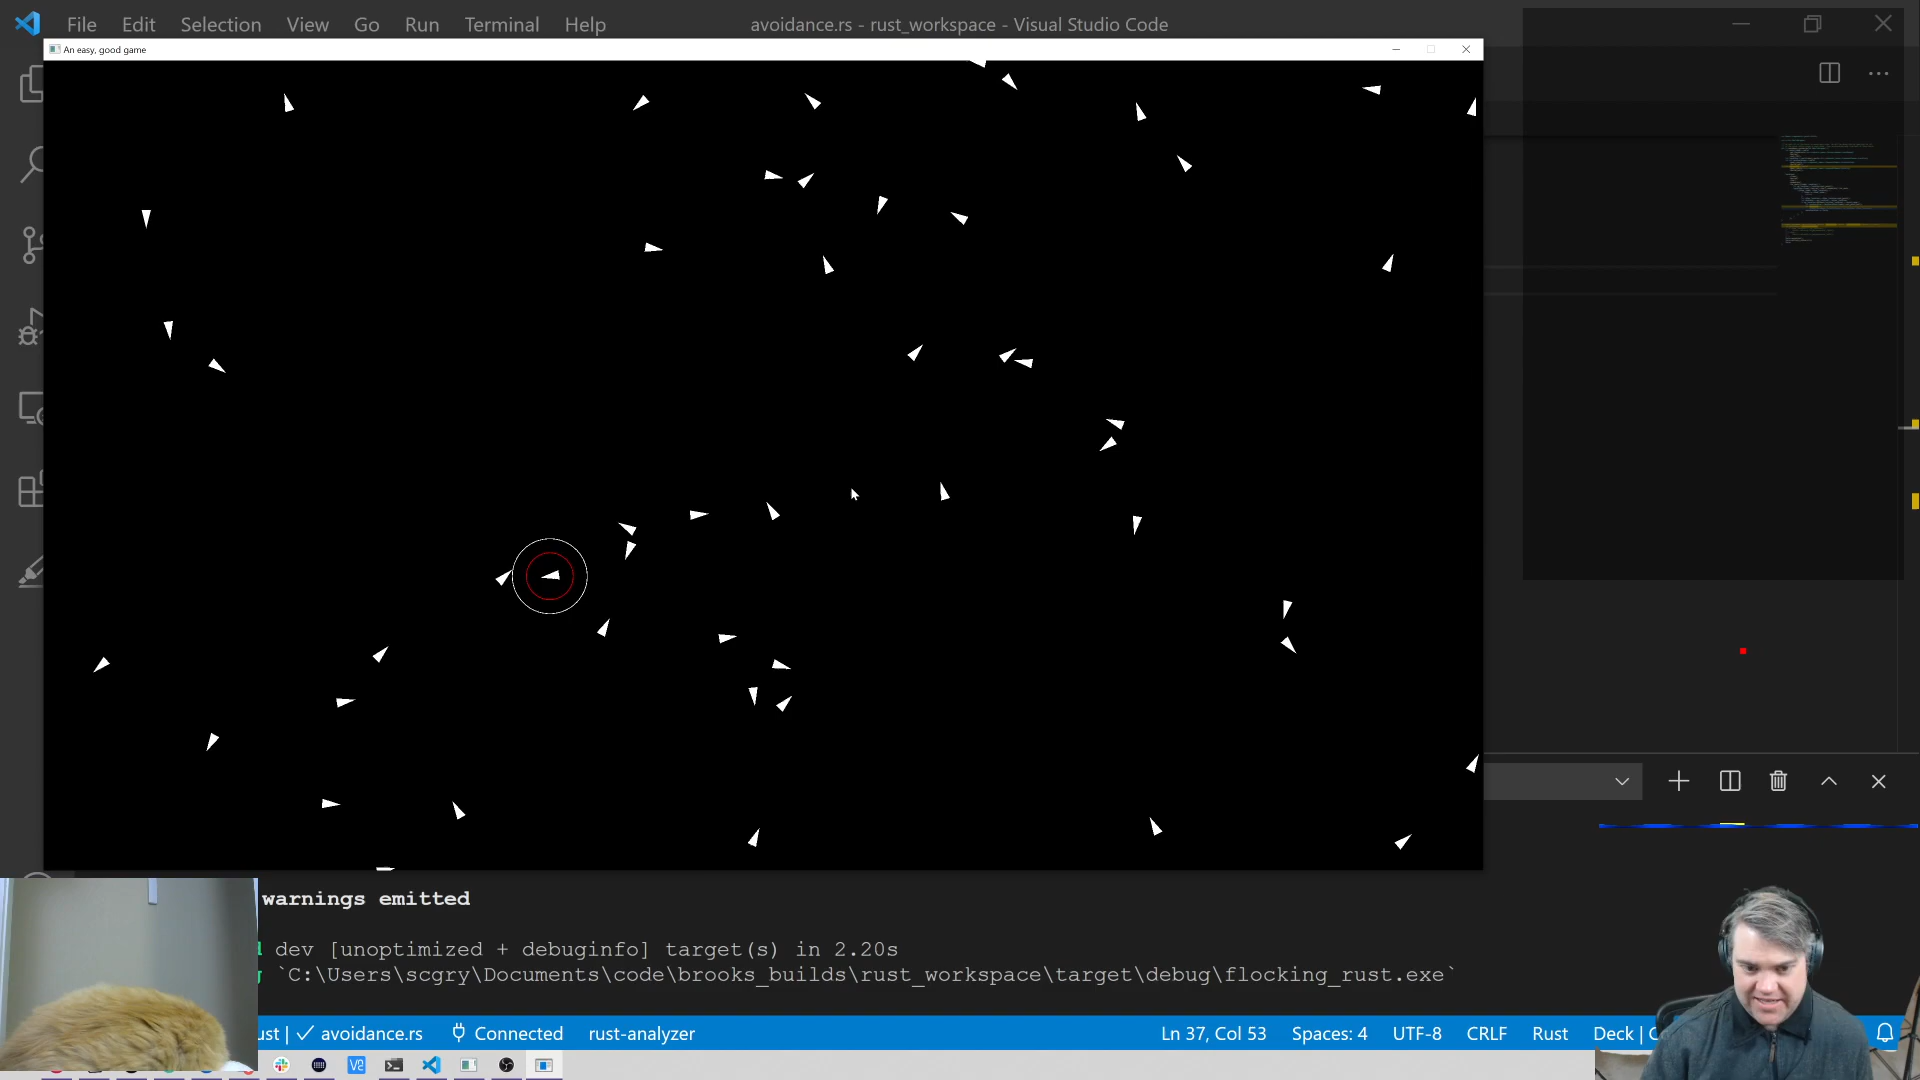 File Edit Selection View Go Run Terminal Help
avoidance.rs - rust_workspace - Visual Studio Code
An easy, good game
warnings emitted
dev [unoptimized + debuginfo] target(s) in 2.20s
`C:\Users\scgry\Documents\code\brooks_builds\rust_workspace\target\debug\flocking_rust.exe`
ust | ✓ avoidance.rs Connected rust-analyzer Ln 37, Col 53 Spaces: 4 UTF-8 CRLF Rust Deck |